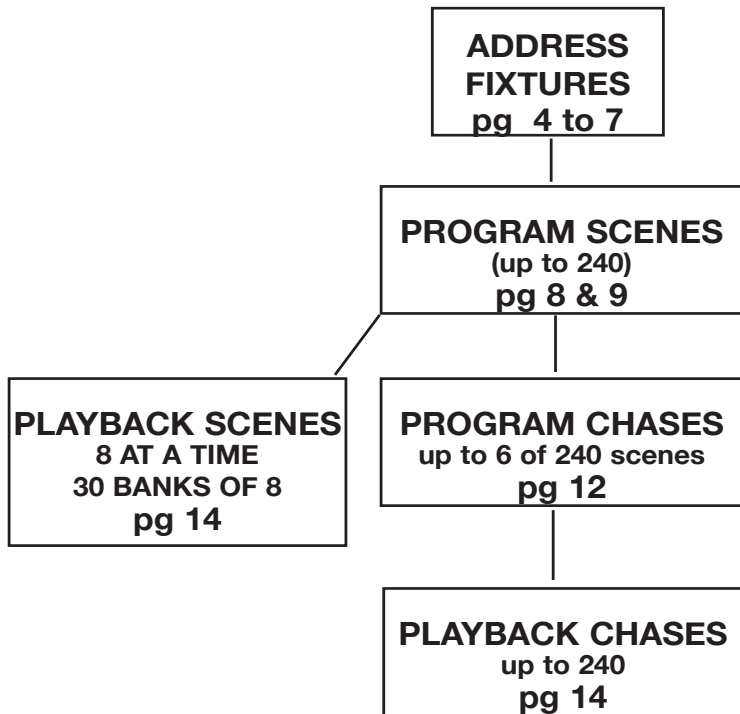 ADDRESS
FIXTURES
pg 4 to 7
PROGRAM SCENES
(up to 240)
pg 8 & 9
PLAYBACK SCENES
8 AT A TIME
30 BANKS OF 8
pg 14
PROGRAM CHASES
up to 6 of 240 scenes
pg 12
PLAYBACK CHASES
up to 240
pg 14